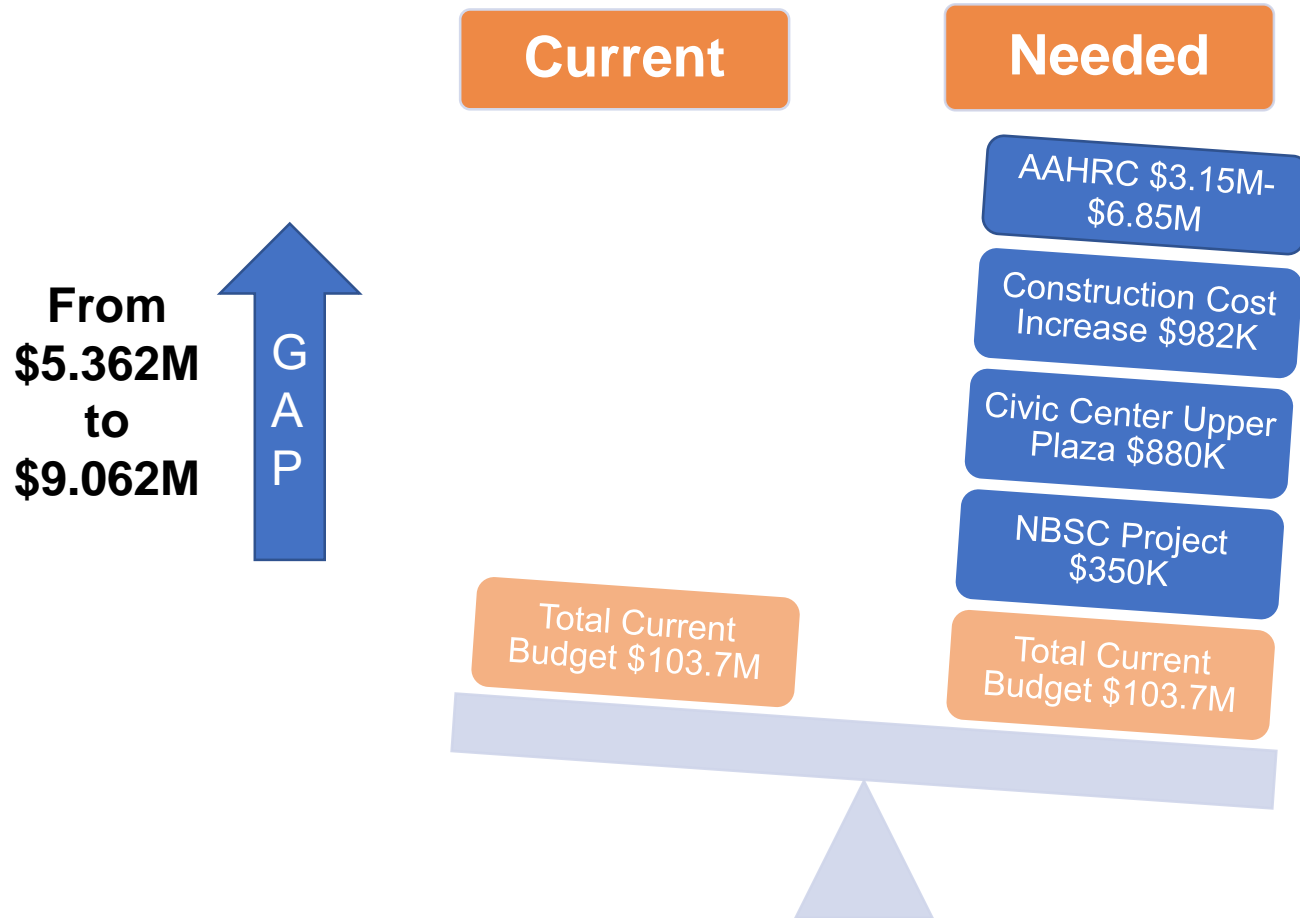 Current
Needed
From
$5.362M
to
$9.062M
G
A
P
AAHRC $3.15M-
$6.85M
Construction Cost
Increase $982K
Civic Center Upper
Plaza $880K
NBSC Project
$350K
Total Current
Budget $103.7M
Total Current
Budget $103.7M